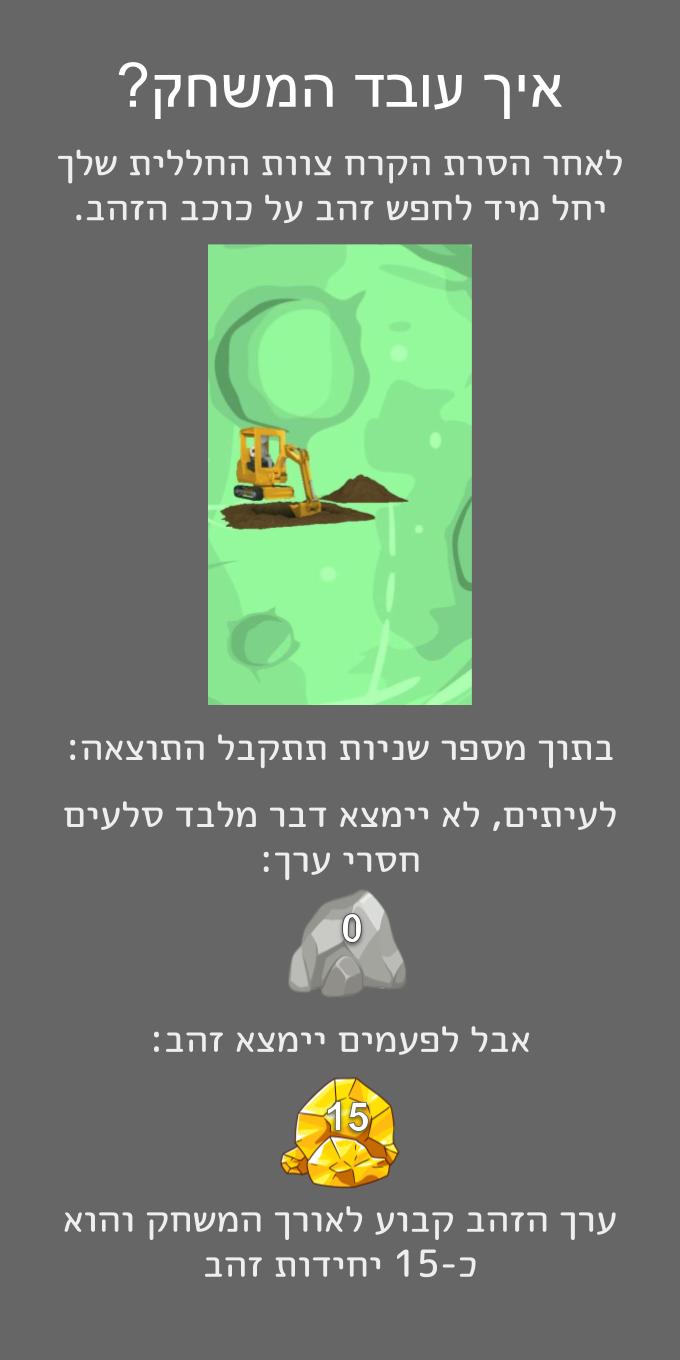 איך עובד המשחק?
לאחר הסרת הקרח צוות החללית שלך
יחל מיד לחפש זהב על כוכב הזהב.
בתוך מספר שניות תתקבל התוצאה:
לעיתים, לא יימצא דבר מלבד סלעים
חסרי ערך:
0
אבל לפעמים יימצא זהב:
15
ערך הזהב קבוע לאורך המשחק והוא
כ-15 יחידות זהב